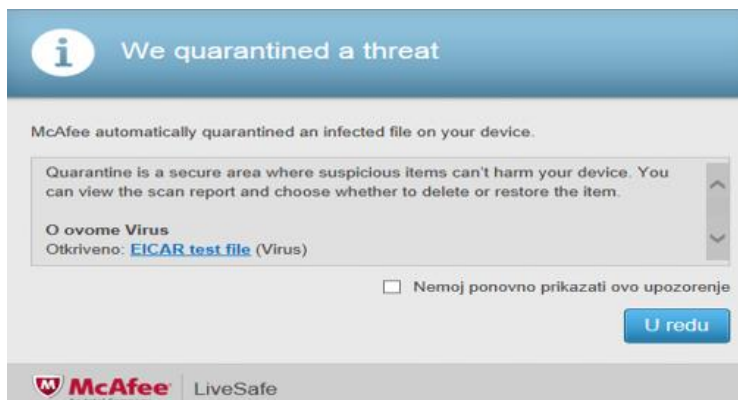 We quarantined a threat
McAfee automatically quarantined an infected file on your device.
Quarantine is a secure area where suspicious items can't harm your device. You
can view the scan report and choose whether to delete or restore the item.
O ovome Virus
Otkriveno: EICAR test file (Virus)
Nemoj ponovno prikazati ovo upozorenje
U redu
McAfee LiveSafe